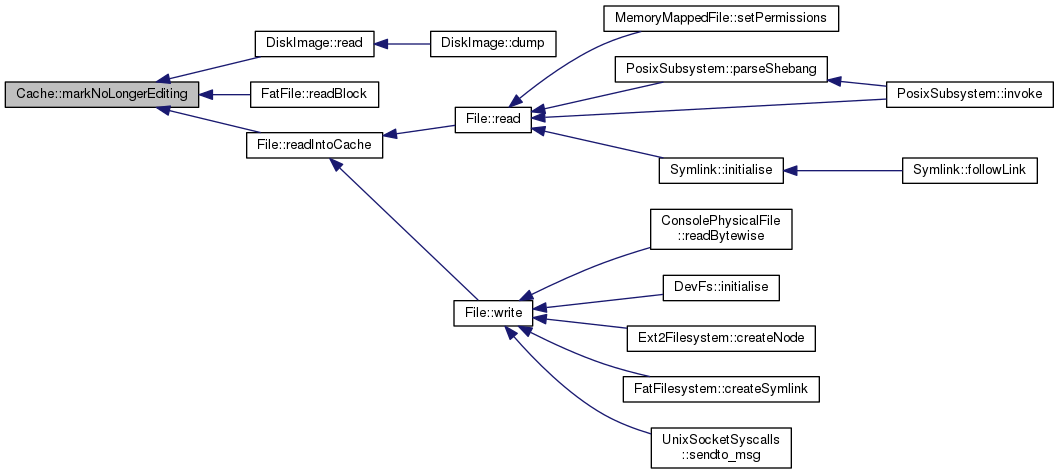 Cache::markNoLongerEditing
DiskImage::read
DiskImage::dump
FatFile::readBlock
File::readIntoCache
File::read
MemoryMappedFile::setPermissions
PosixSubsystem::parseShebang
PosixSubsystem::invoke
Symlink::initialise
Symlink::followLink
File::write
ConsolePhysicalFile
::readBytewise
DevFs::initialise
Ext2Filesystem::createNode
FatFilesystem::createSymlink
UnixSocketSyscalls
::sendto_msg